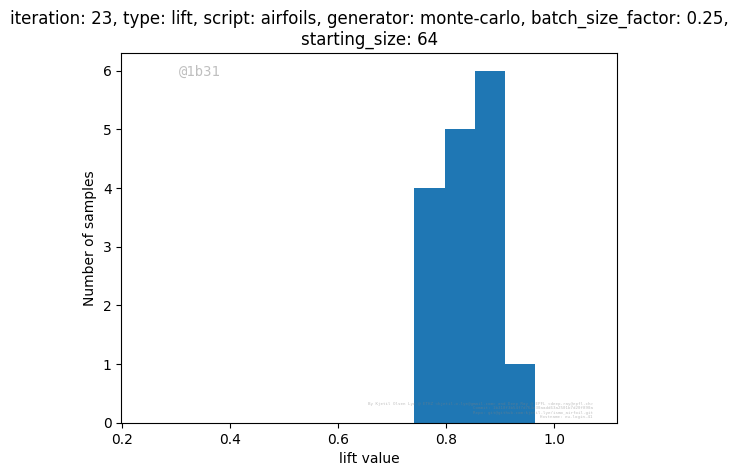 iteration: 23, type: lift, script: airfoils, generator: monte-carlo, batch_size_factor: 0.25,
starting_size: 64
@1b31
6
5
4
3
2
1
0
Number of samples
0.2 0.4 0.6 0.8 1.0
lift value